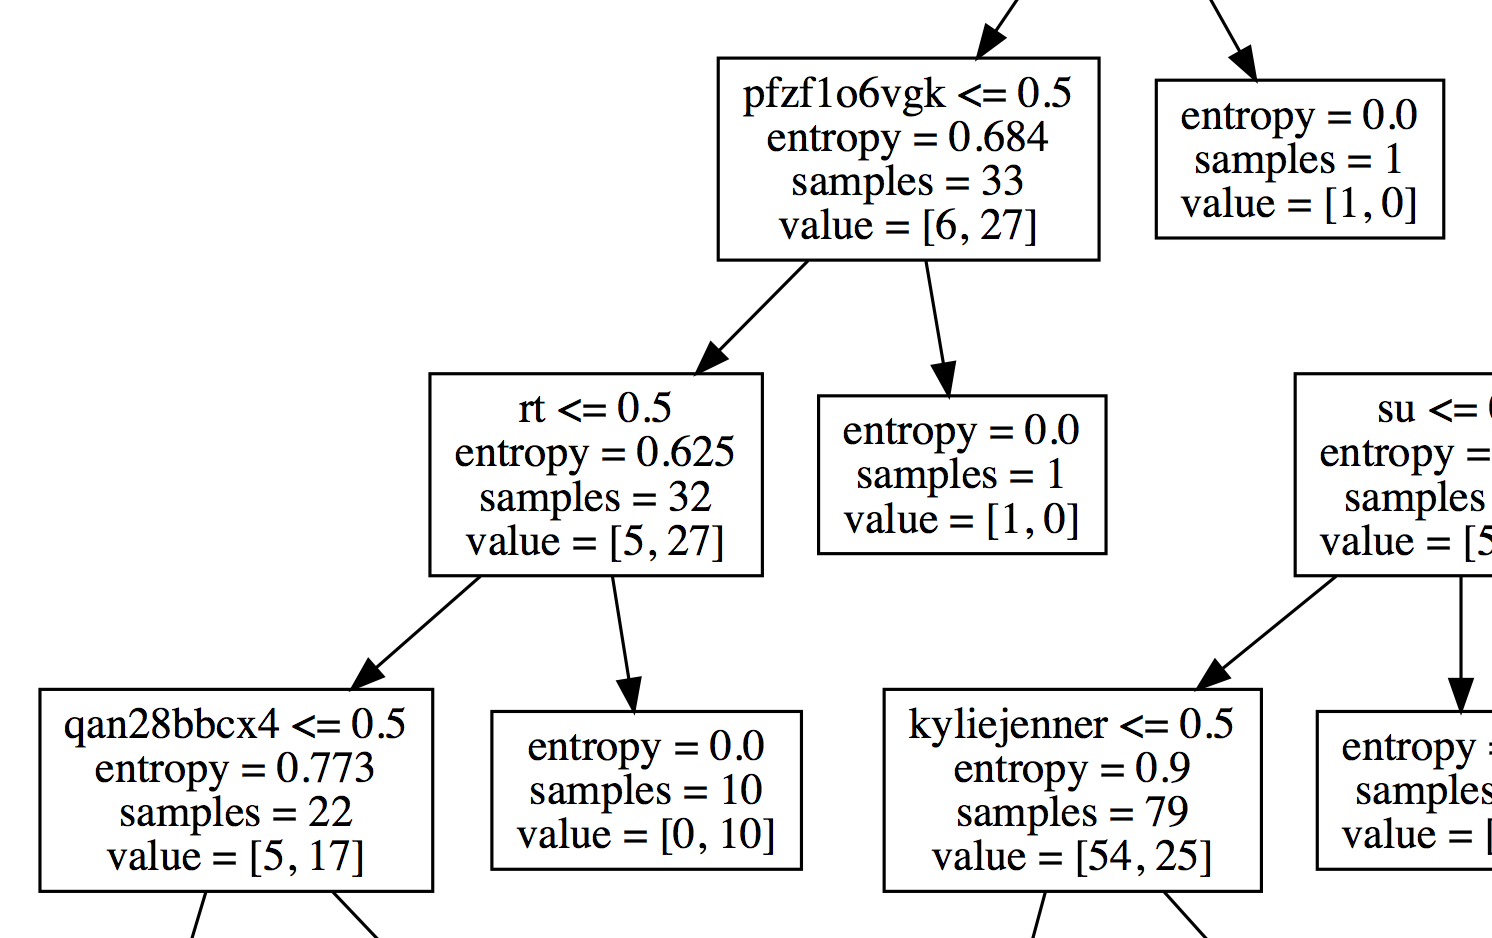 pfzf1o6vgk <= 0.5
entropy = 0.684
samples = 33
value = [6, 27]
entropy = 0.0
samples = 1
value = [1, 0]
rt <= 0.5
entropy = 0.625
samples = 32
value = [5, 27]
entropy = 0.0
samples = 1
value = [1, 0]
su <=
entropy =
samples
value = [5
qan28bbcx4 <= 0.5
entropy = 0.773
samples = 22
value = [5, 17]
entropy = 0.0
samples = 10
value = [0, 10]
kyliejenner <= 0.5
entropy = 0.9
samples = 79
value = [54, 25]
entropy
samples
value = [